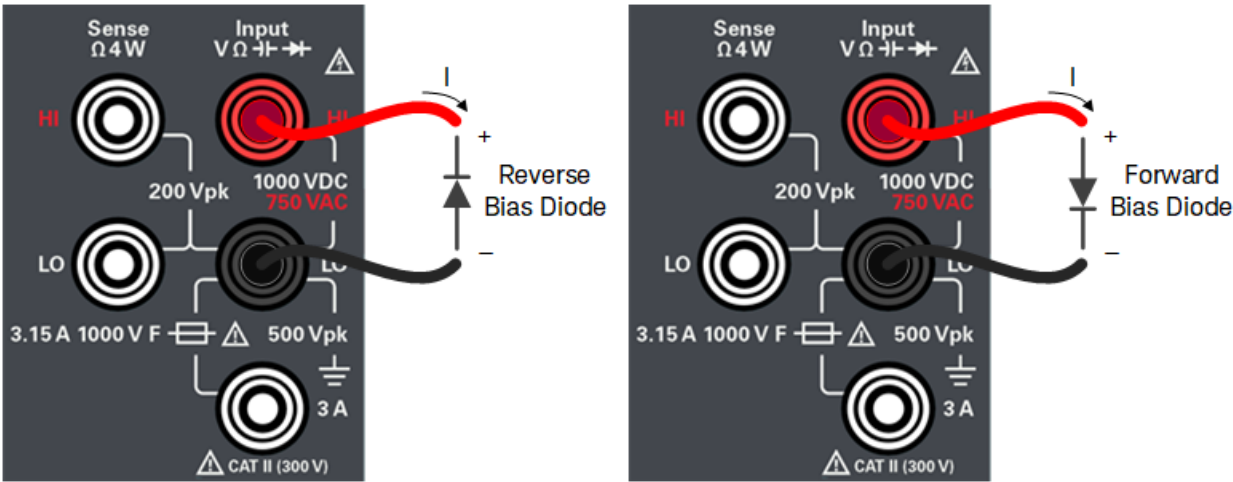 Sense
Ω 4 W
Input
V Ω
I
HI
HI
+
200 Vpk
1000 VDC
750 VAC
Reverse
Bias Diode
LO
LO
–
3.15 A 1000 V F
500 Vpk
3 A
CAT II (300 V)
Sense
Ω 4 W
Input
V Ω
I
HI
HI
+
200 Vpk
1000 VDC
750 VAC
Forward
Bias Diode
LO
LO
–
3.15 A 1000 V F
500 Vpk
3 A
CAT II (300 V)